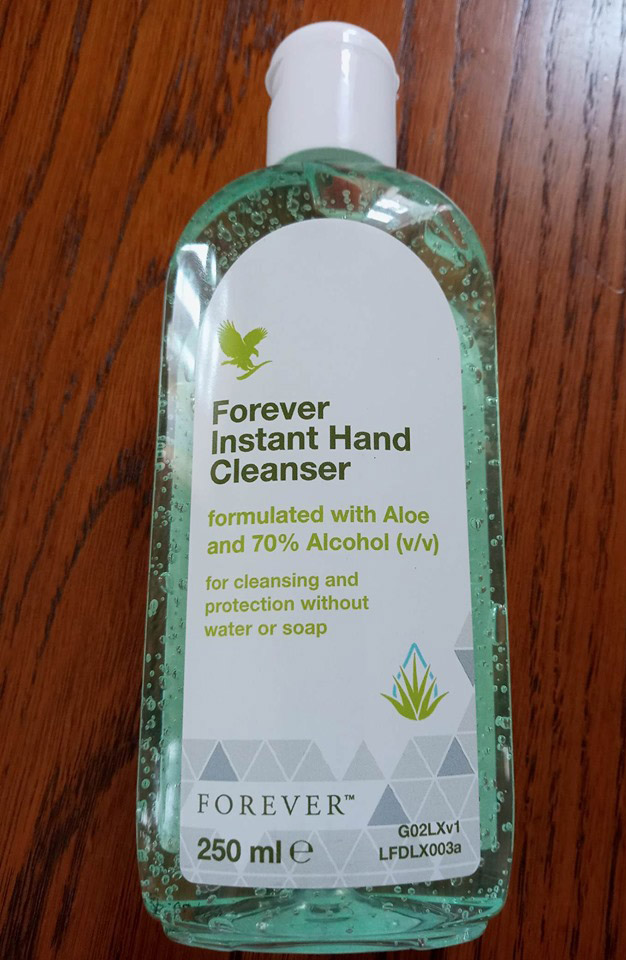 Forever
Instant Hand
Cleanser
formulated with Aloe
and 70% Alcohol (v/v)
for cleansing and
protection without
water or soap
FOREVER™
250 ml ℮
G02LXv1
LFDLX003a